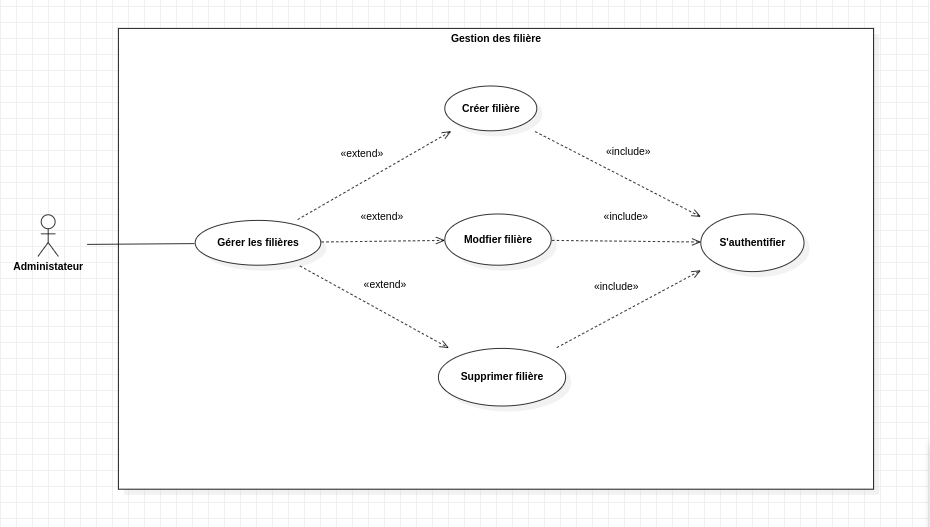 Gestion des filière
Créer filière
«extend»
«include»
«extend»
«include»
Gérer les filières
Modfier filière
S'authentifier
Administateur
«extend»
«include»
Supprimer filière